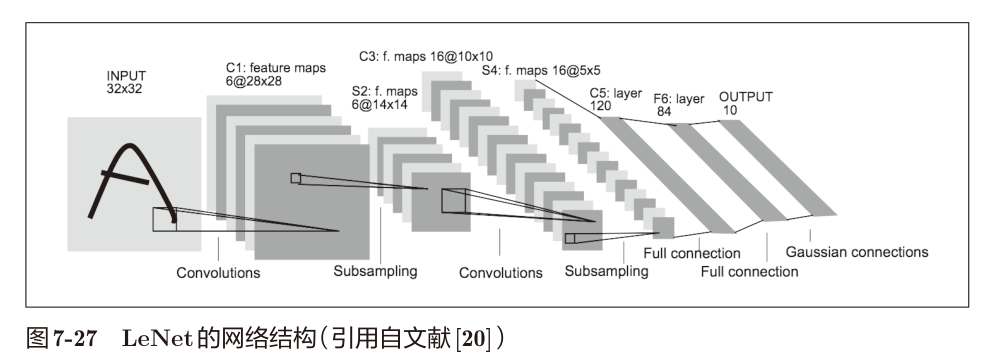 INPUT
32x32
C1: feature maps
6@28x28
S2: f. maps
6@14x14
C3: f. maps 16@10x10
S4: f. maps 16@5x5
C5: layer
120
F6: layer
84
OUTPUT
10
Convolutions
Subsampling
Convolutions
Subsampling
Full connection
Full connection
Gaussian connections
图7-27 LeNet的网络结构（引用自文献[20]）